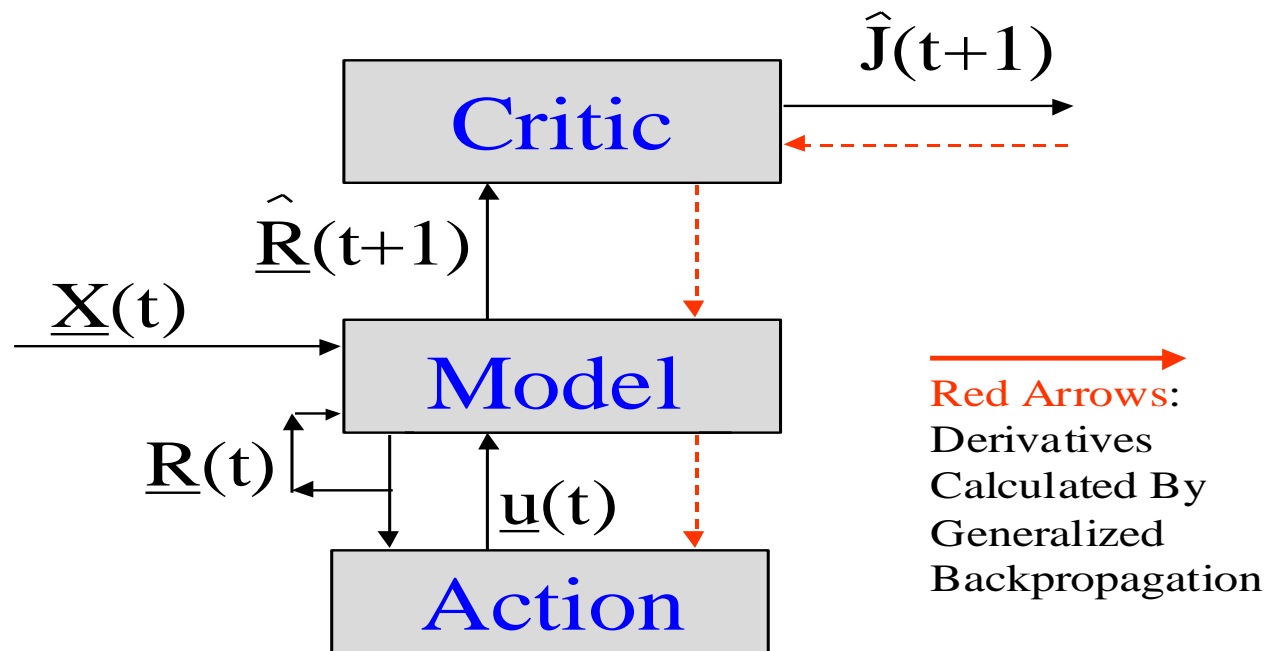 Ĵ(t+1)
Critic
R̂(t+1)
X(t)
Model
R(t)
u(t)
Action
Red Arrows:
Derivatives
Calculated By
Generalized
Backpropagation